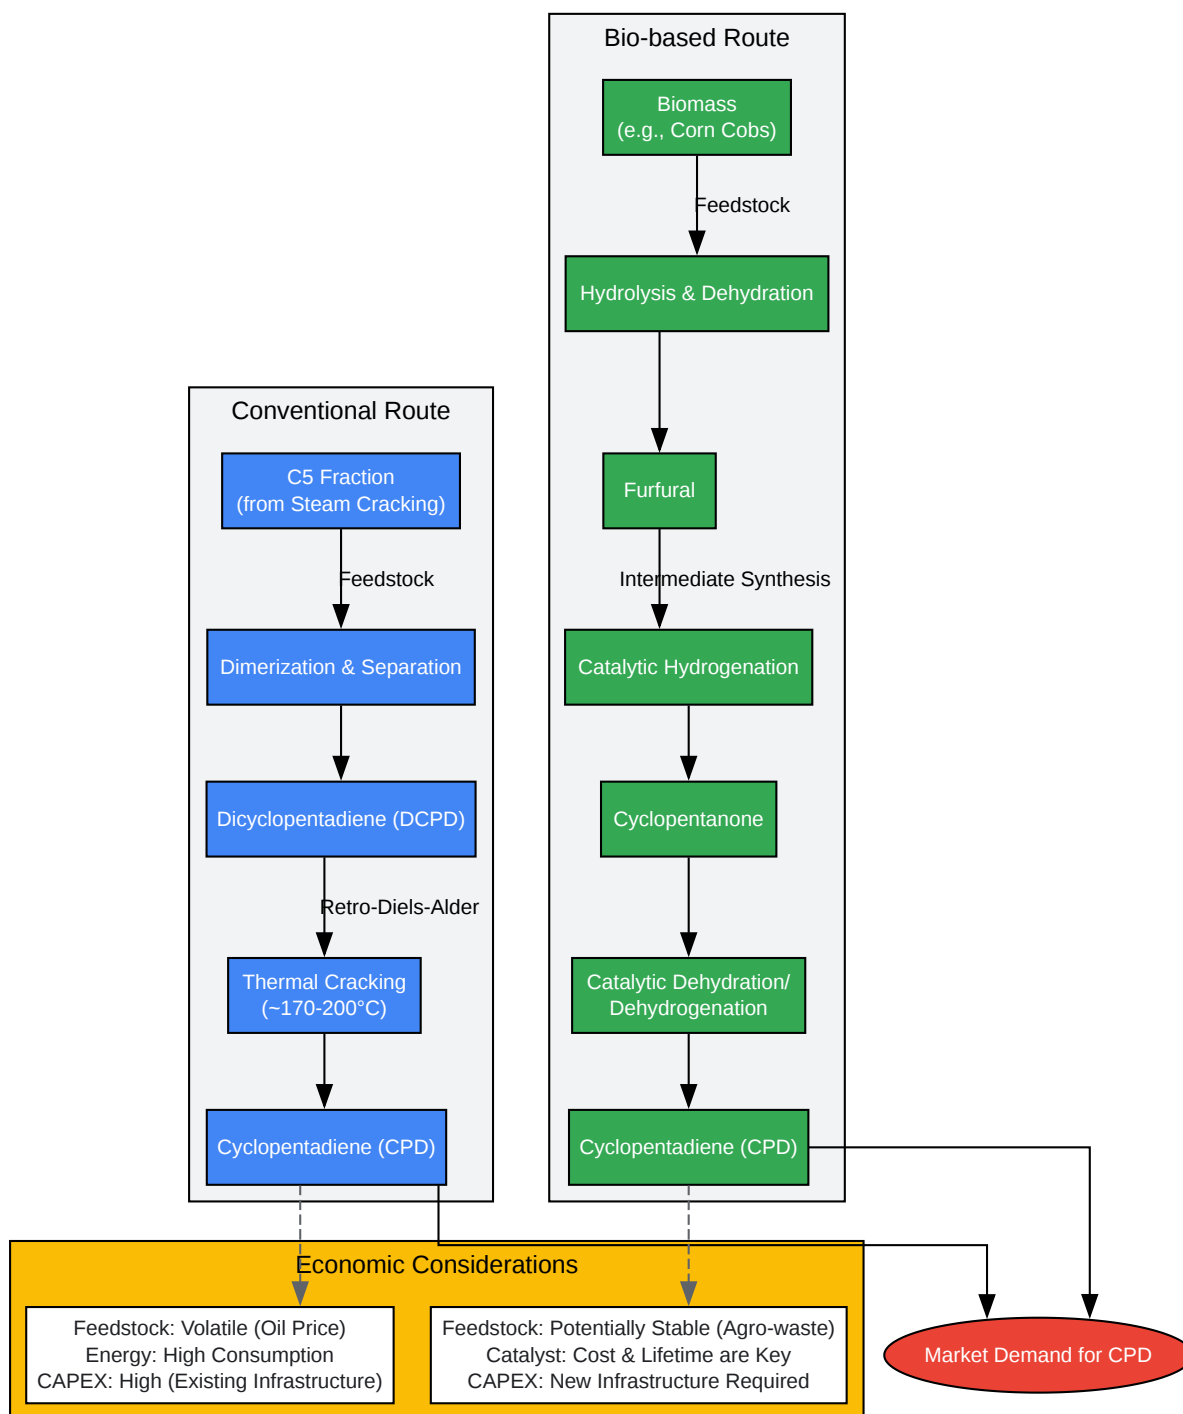 Bio-based Route
Biomass
(e.g., Corn Cobs)
Feedstock
Hydrolysis & Dehydration
Furfural
Intermediate Synthesis
Catalytic Hydrogenation
Cyclopentanone
Catalytic Dehydration/
Dehydrogenation
Cyclopentadiene (CPD)
Conventional Route
C5 Fraction
(from Steam Cracking)
Feedstock
Dimerization & Separation
Dicyclopentadiene (DCPD)
Retro-Diels-Alder
Thermal Cracking
(~170-200°C)
Cyclopentadiene (CPD)
Economic Considerations
Feedstock: Volatile (Oil Price)
Energy: High Consumption
CAPEX: High (Existing Infrastructure)
Feedstock: Potentially Stable (Agro-waste)
Catalyst: Cost & Lifetime are Key
CAPEX: New Infrastructure Required
Market Demand for CPD